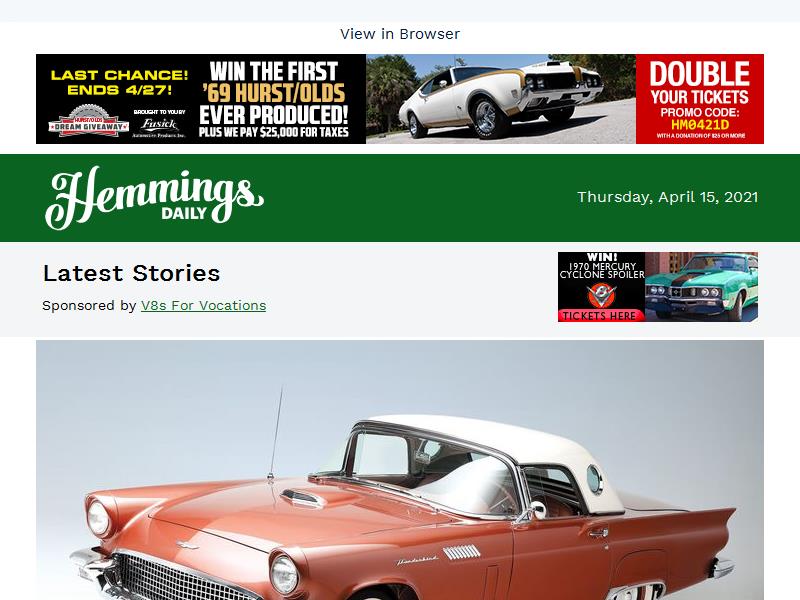 View in Browser
LAST CHANCE!
ENDS 4/27!
HURST/OLDS
DREAM GIVEAWAY
BROUGHT TO YOU BY
Fusick
Automotive Products, Inc.
WIN THE FIRST
'69 HURST/OLDS
EVER PRODUCED!
PLUS WE PAY $25,000 FOR TAXES
DOUBLE
YOUR TICKETS
PROMO CODE:
HM0421D
WITH A DONATION OF $25 OR MORE
Hemmings
DAILY
Thursday, April 15, 2021
Latest Stories
Sponsored by V8s For Vocations
WIN!
1970 MERCURY
CYCLONE SPOILER
TICKETS HERE
Thunderbird